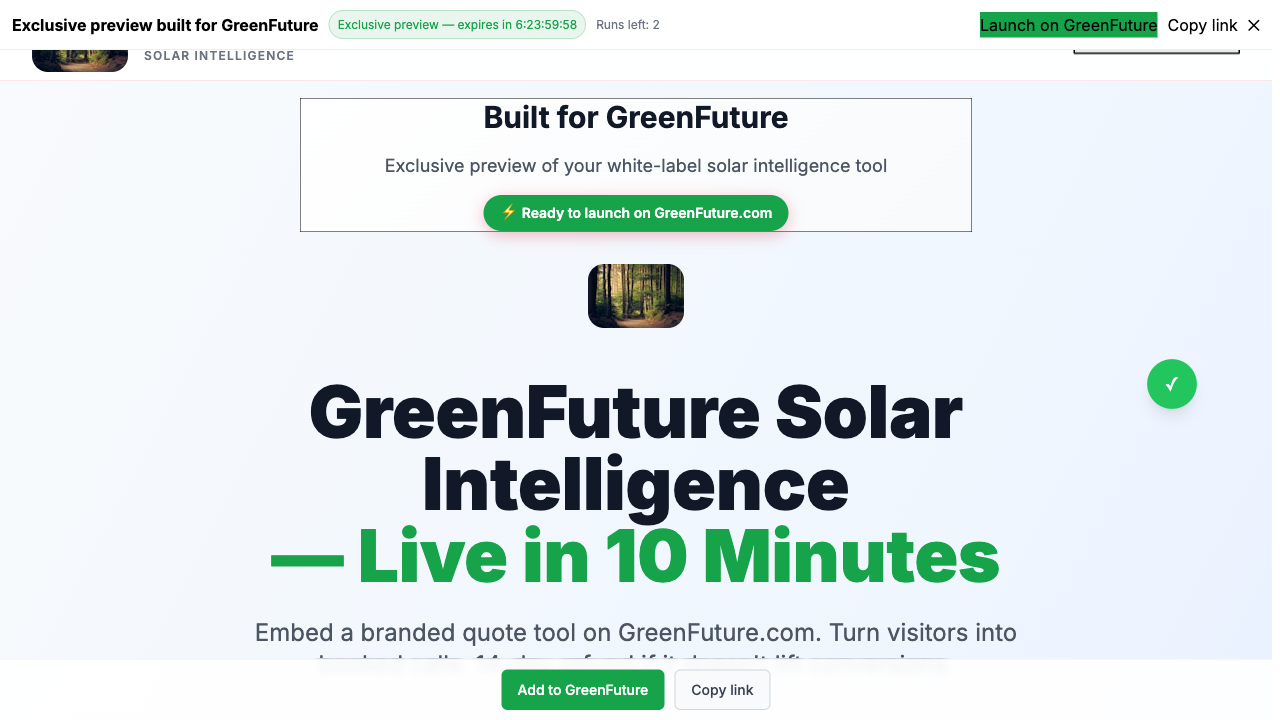 Exclusive preview built for GreenFuture
Exclusive preview — expires in 6:23:59:58
Runs left: 2
Launch on GreenFuture
Copy link
SOLAR INTELLIGENCE
Built for GreenFuture
Exclusive preview of your white-label solar intelligence tool
⚡ Ready to launch on GreenFuture.com
GreenFuture Solar
Intelligence
— Live in 10 Minutes
Embed a branded quote tool on GreenFuture.com. Turn visitors into
Add to GreenFuture
Copy link